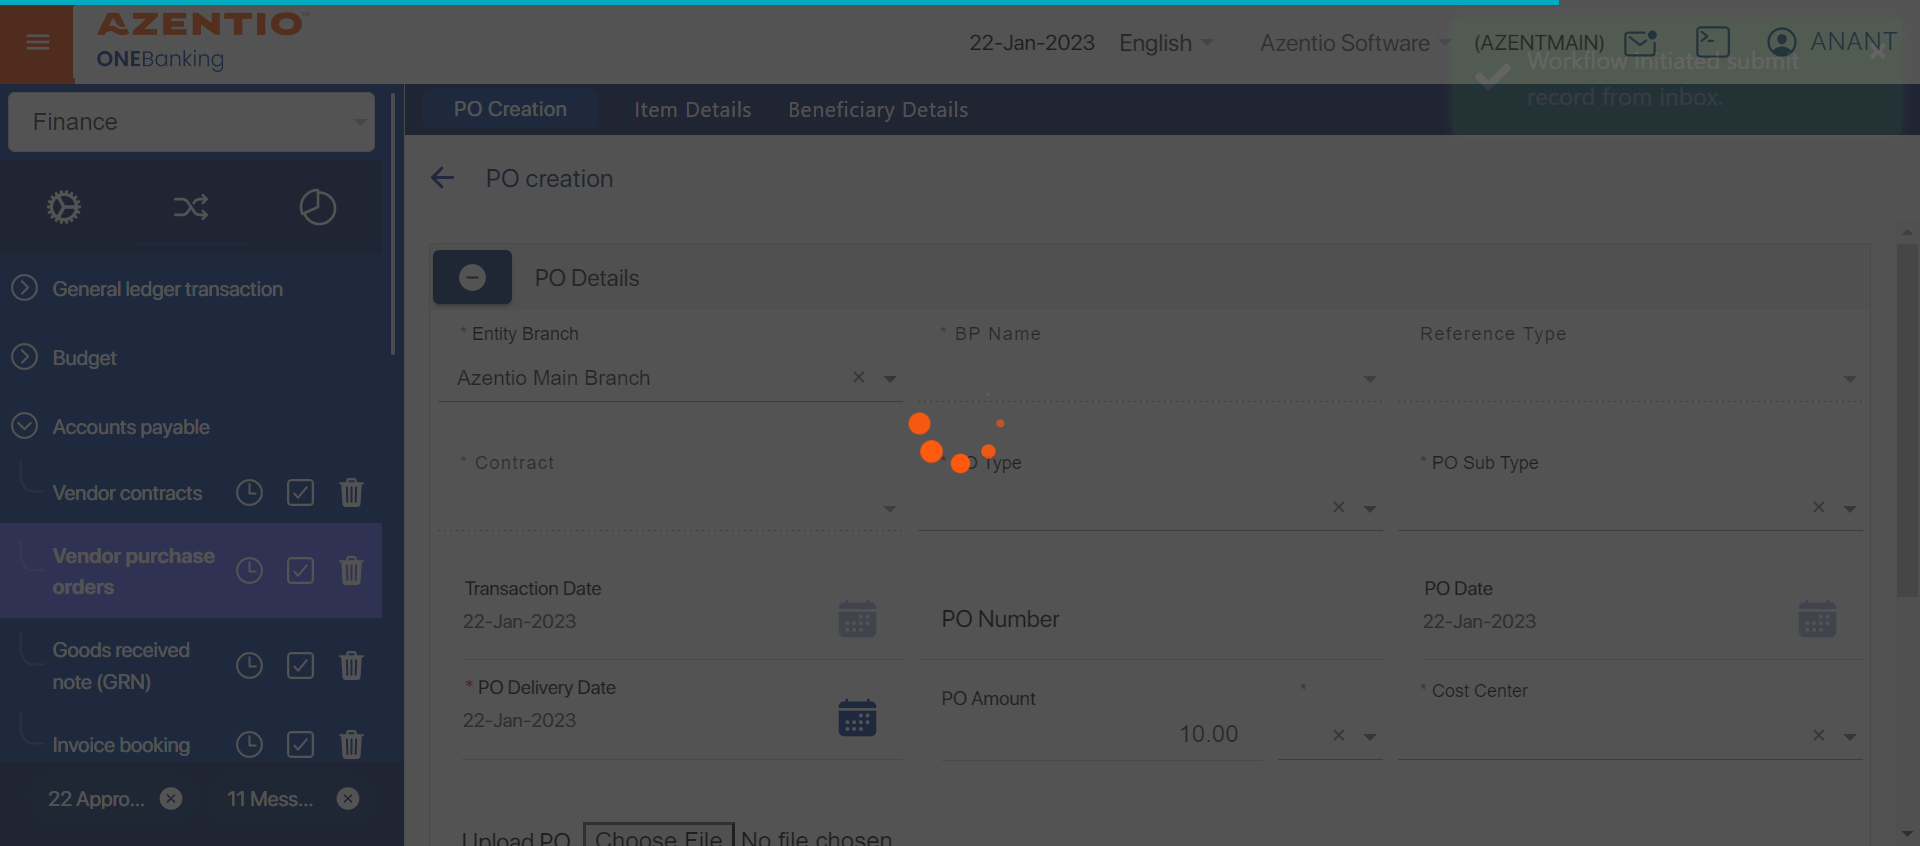 AZENTIO
ONEBanking
22-Jan-2023
English
Azentio Software
(AZENTMAIN)
ANANT
Workflow initiated submit
record from inbox.
Finance
PO Creation
Item Details
Beneficiary Details
PO creation
General ledger transaction
Budget
Accounts payable
Vendor contracts
Vendor purchase
orders
Goods received
note (GRN)
Invoice booking
22 Appro...
11 Mess...
PO Details
* Entity Branch
* BP Name
Reference Type
Azentio Main Branch
* Contract
Type
* PO Sub Type
Transaction Date
22-Jan-2023
PO Number
PO Date
22-Jan-2023
* PO Delivery Date
22-Jan-2023
PO Amount
10.00
*
* Cost Center
Upload PO
Choose File
No file chosen